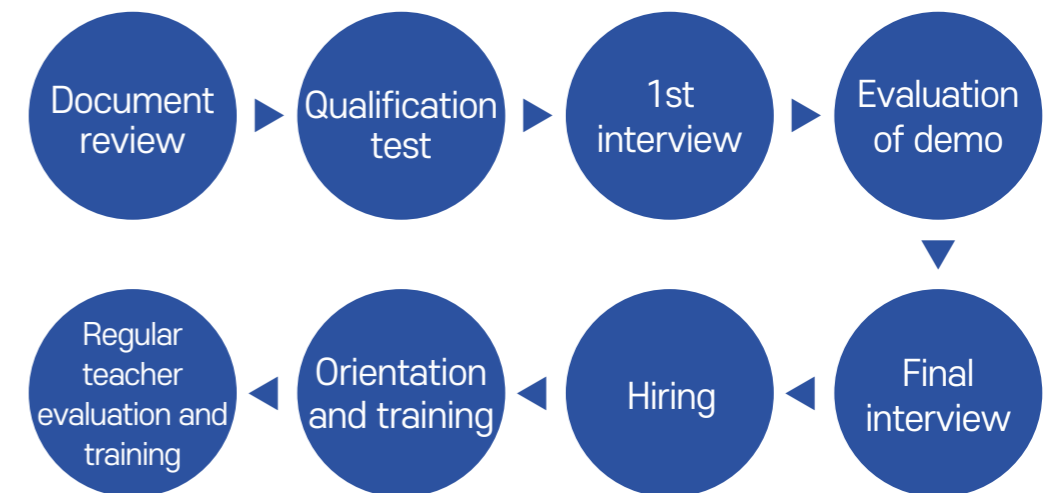 Document
review
Qualification
test
1st
interview
Evaluation
of demo
Final
interview
Hiring
Orientation
and training
Regular
teacher
evaluation and
training